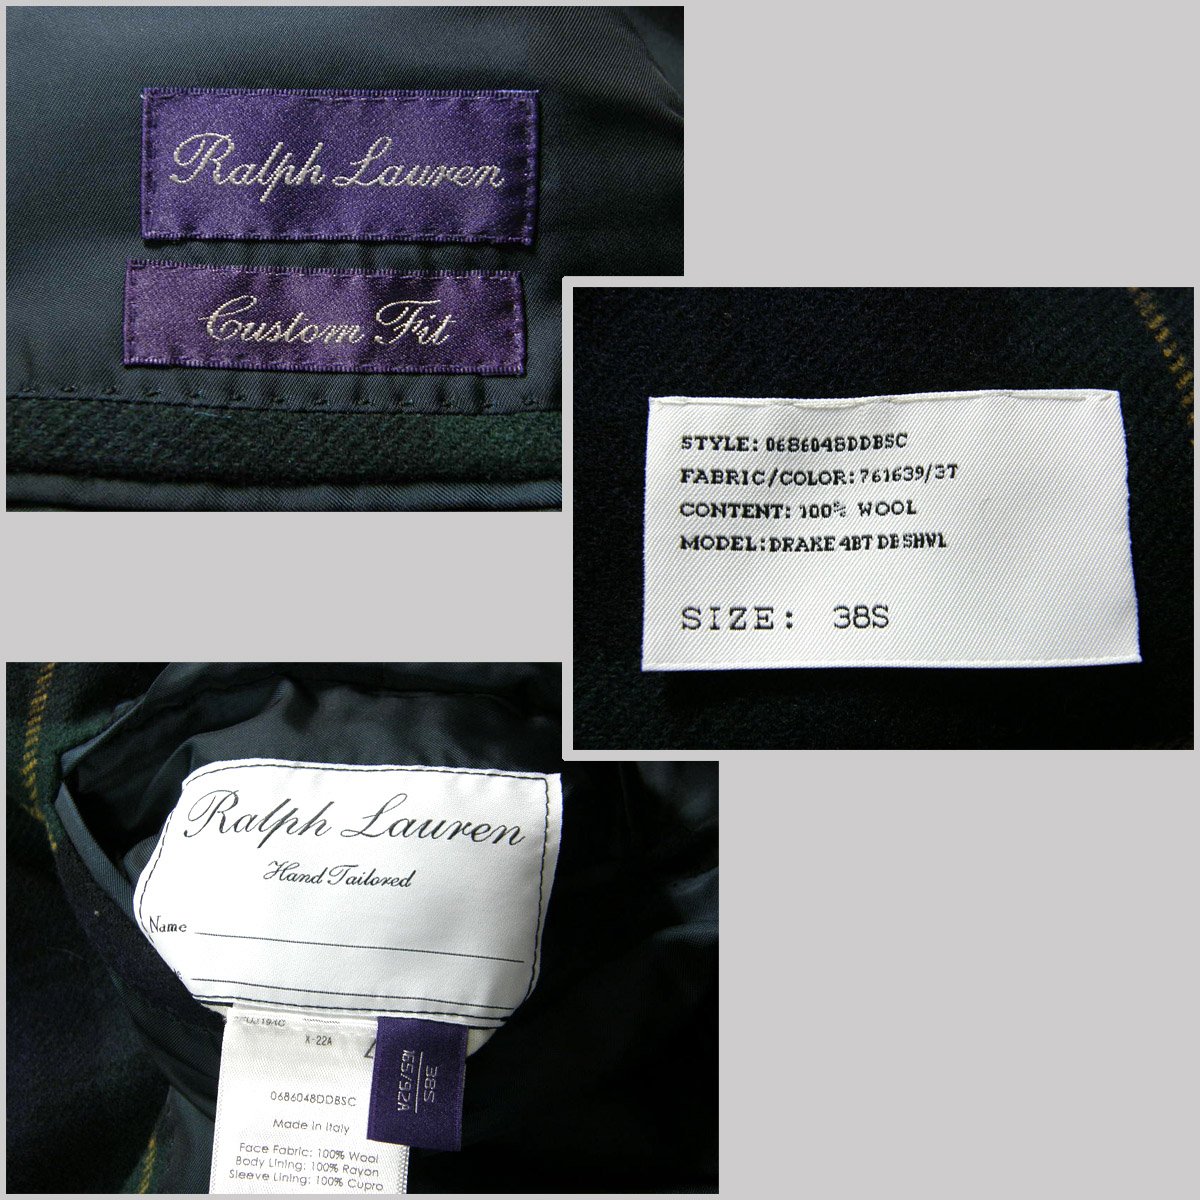 Ralph Lauren
Custom Fit
STYLE: 0686048DDBSC
FABRIC/COLOR: 761639/3T
CONTENT: 100% WOOL
MODEL: DRAKE 4BT DB SHWL
SIZE: 38S
Ralph Lauren
Hand Tailored
Name
X-22A
38S
165/92A
0686048DDBSC
Made in Italy
Face Fabric: 100% Wool
Body Lining: 100% Rayon
Sleeve Lining: 100% Cupro